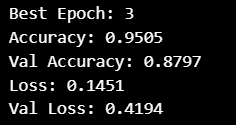 Best Epoch: 3
Accuracy: 0.9505
Val Accuracy: 0.8797
Loss: 0.1451
Val Loss: 0.4194